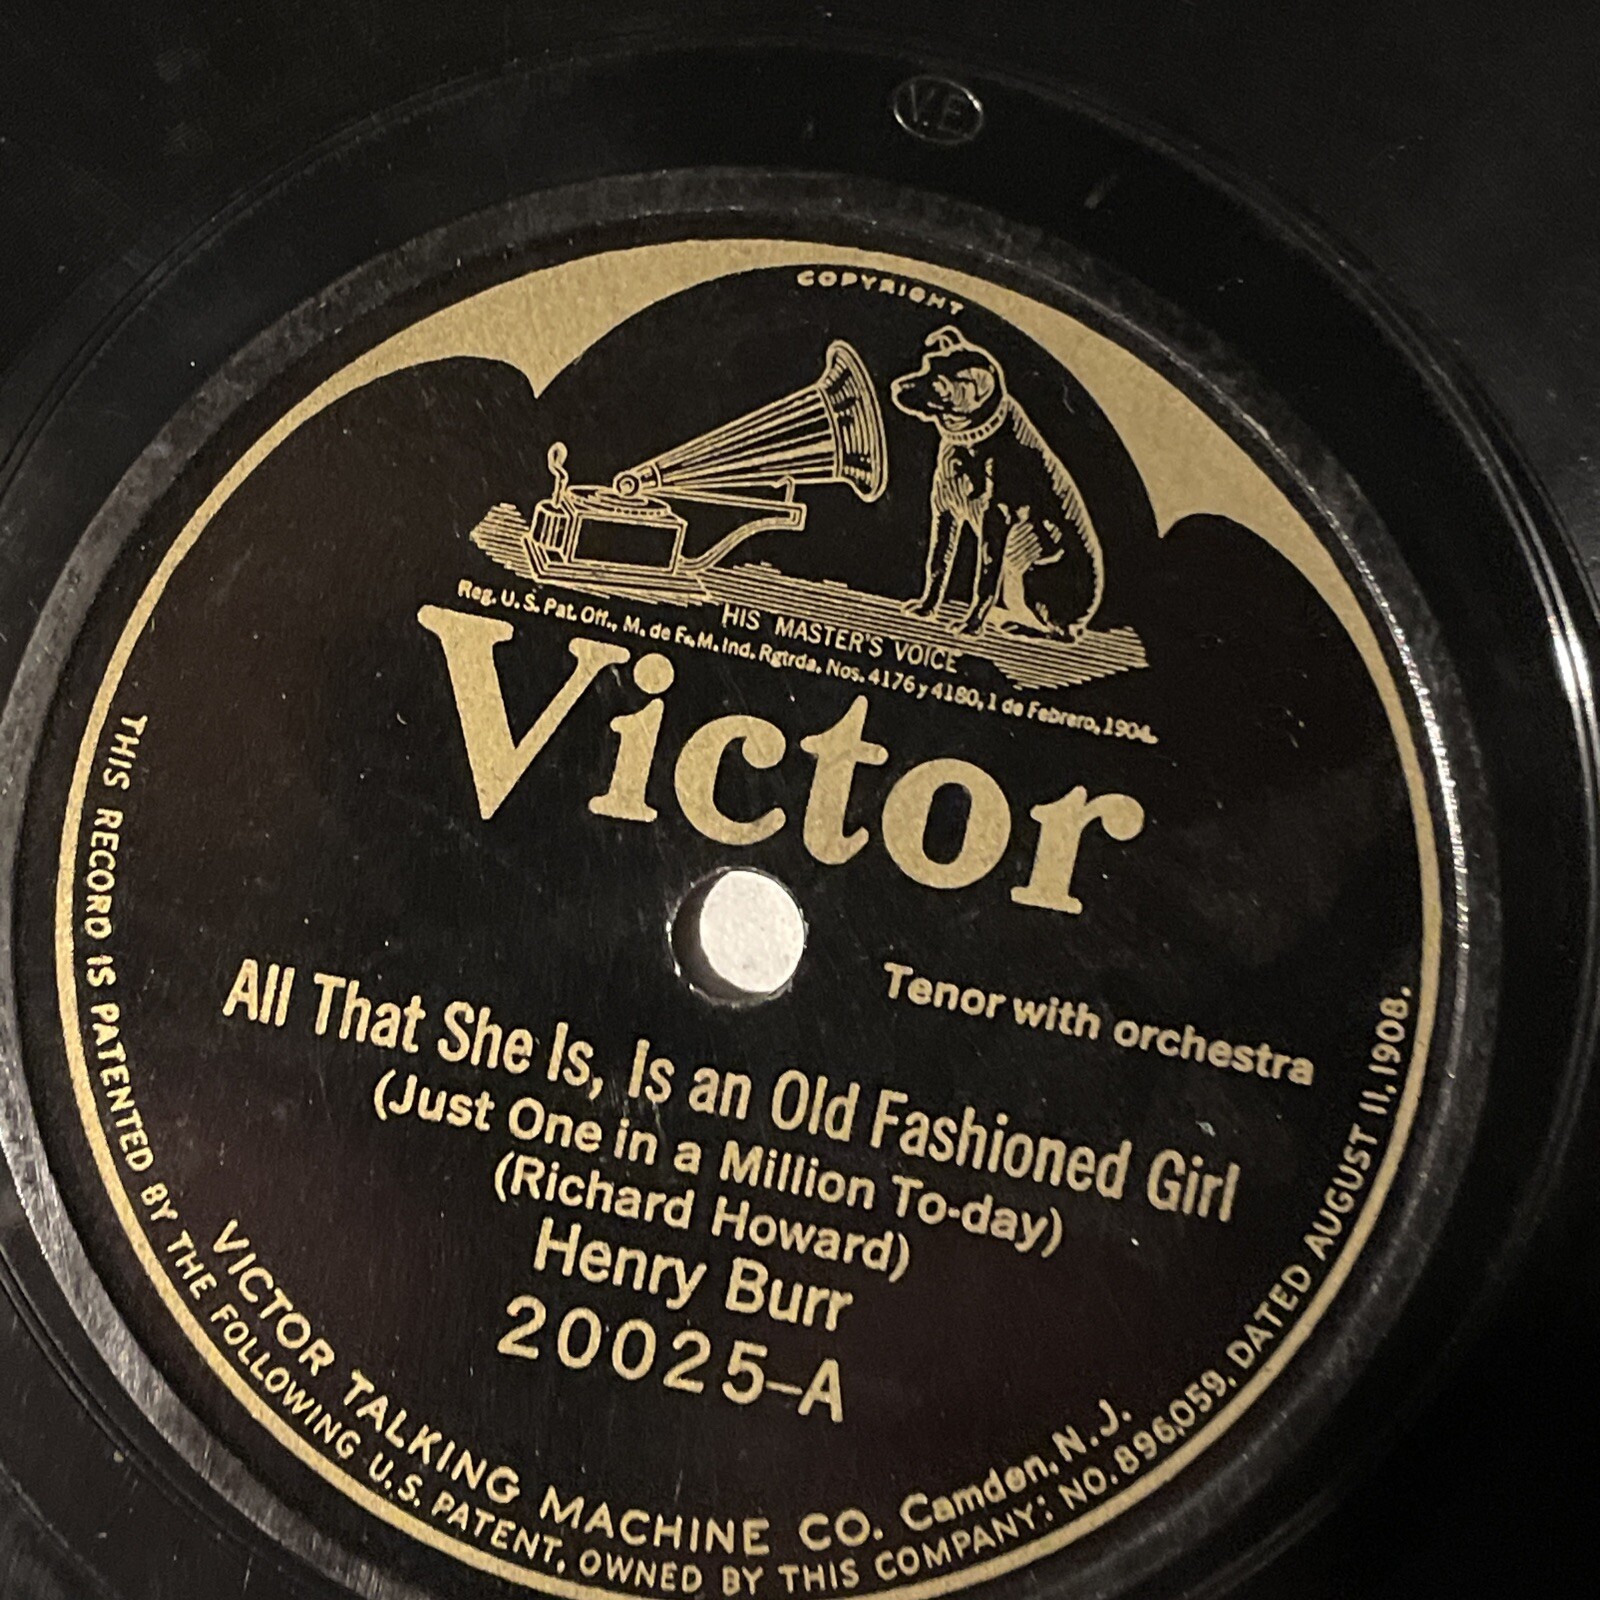 V.E
COPYRIGHT
HIS MASTER'S VOICE
Reg. U. S. Pat. Off., M. de F. M. Ind. Rgtrda. Nos. 4176 y 4180, 1 de Febrero, 1904.
Victor
Tenor with orchestra
All That She Is, Is an Old Fashioned Girl
(Just One in a Million To-day)
(Richard Howard)
Henry Burr
20025-A
VICTOR TALKING MACHINE CO. Camden, N. J.
THIS RECORD IS PATENTED BY THE FOLLOWING U.S. PATENT, OWNED BY THIS COMPANY: NO. 896,059, DATED AUGUST 11, 1908.